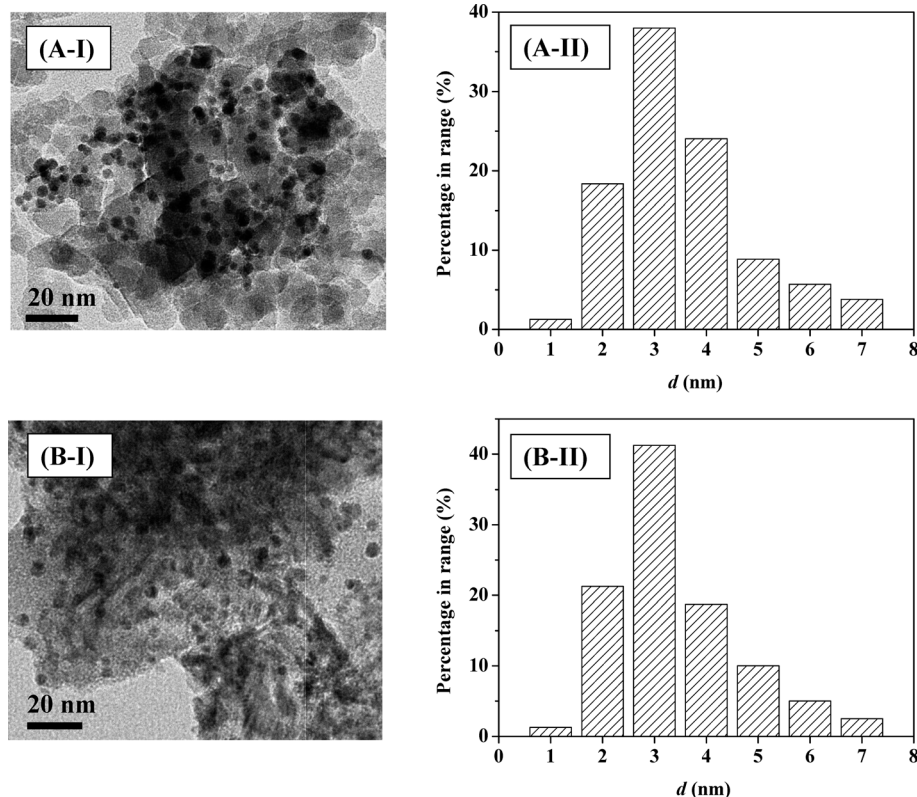 (A-I)
20 nm
(A-II)
Percentage in range (%)
40
30
20
10
0
0 1 2 3 4 5 6 7 8
d (nm)
(B-I)
20 nm
(B-II)
Percentage in range (%)
40
30
20
10
0
0 1 2 3 4 5 6 7 8
d (nm)